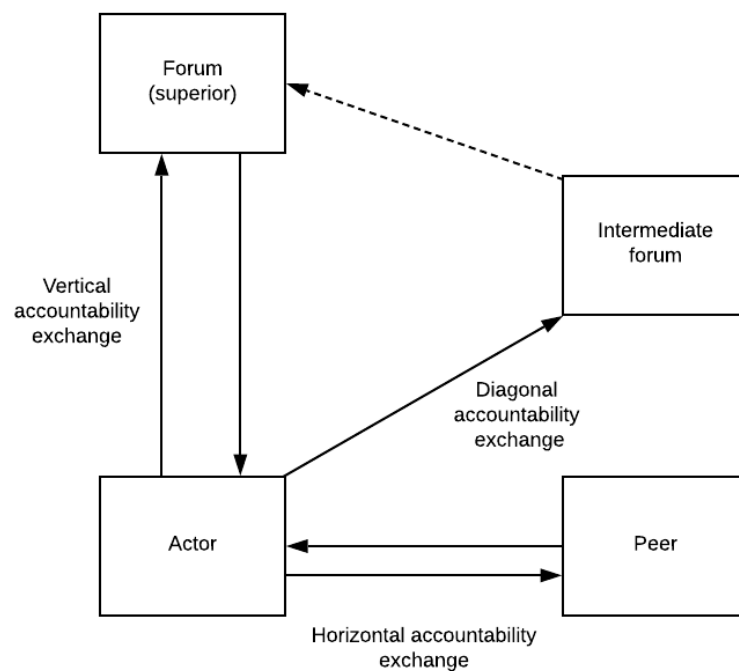 Forum
(superior)
Intermediate
forum
Vertical
accountability
exchange
Diagonal
accountability
exchange
Actor
Peer
Horizontal accountability
exchange